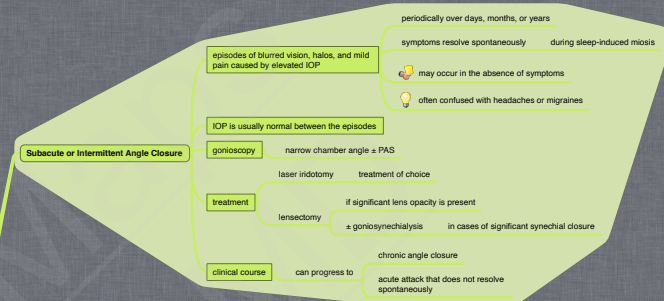 Subacute or Intermittent Angle Closure
episodes of blurred vision, halos, and mild
pain caused by elevated IOP
periodically over days, months, or years
symptoms resolve spontaneously
during sleep-induced miosis
may occur in the absence of symptoms
often confused with headaches or migraines
IOP is usually normal between the episodes
gonioscopy
narrow chamber angle ± PAS
treatment
laser iridotomy
treatment of choice
lensectomy
if significant lens opacity is present
± goniosynechialysis
in cases of significant synechial closure
clinical course
can progress to
chronic angle closure
acute attack that does not resolve
spontaneously